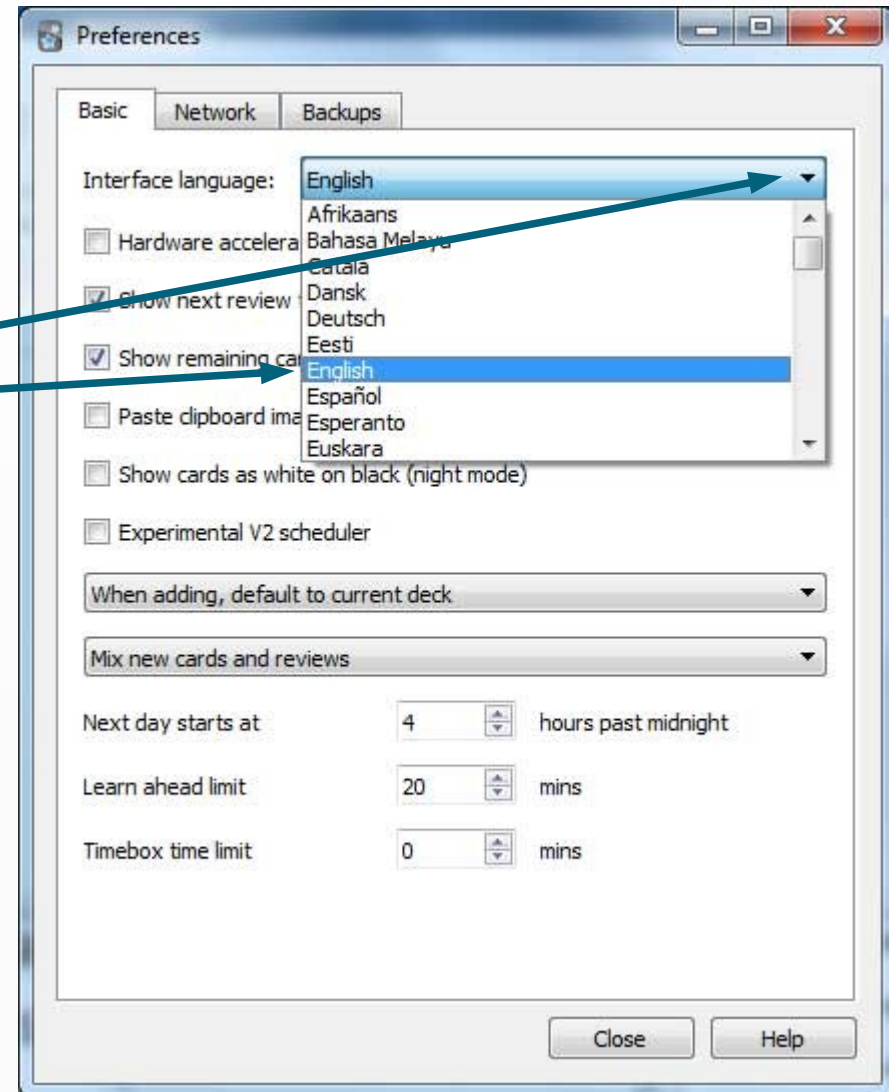 Preferences
Basic Network Backups
Interface language: English
Afrikaans
Hardware accelera Bahasa Melayu
Català
Show next review Dansk
Deutsch
Eesti
Show remaining ca English
Español
Paste clipboard ima Esperanto
Euskara
Show cards as white on black (night mode)
Experimental V2 scheduler
When adding, default to current deck
Mix new cards and reviews
Next day starts at 4 hours past midnight
Learn ahead limit 20 mins
Timebox time limit 0 mins
Close Help